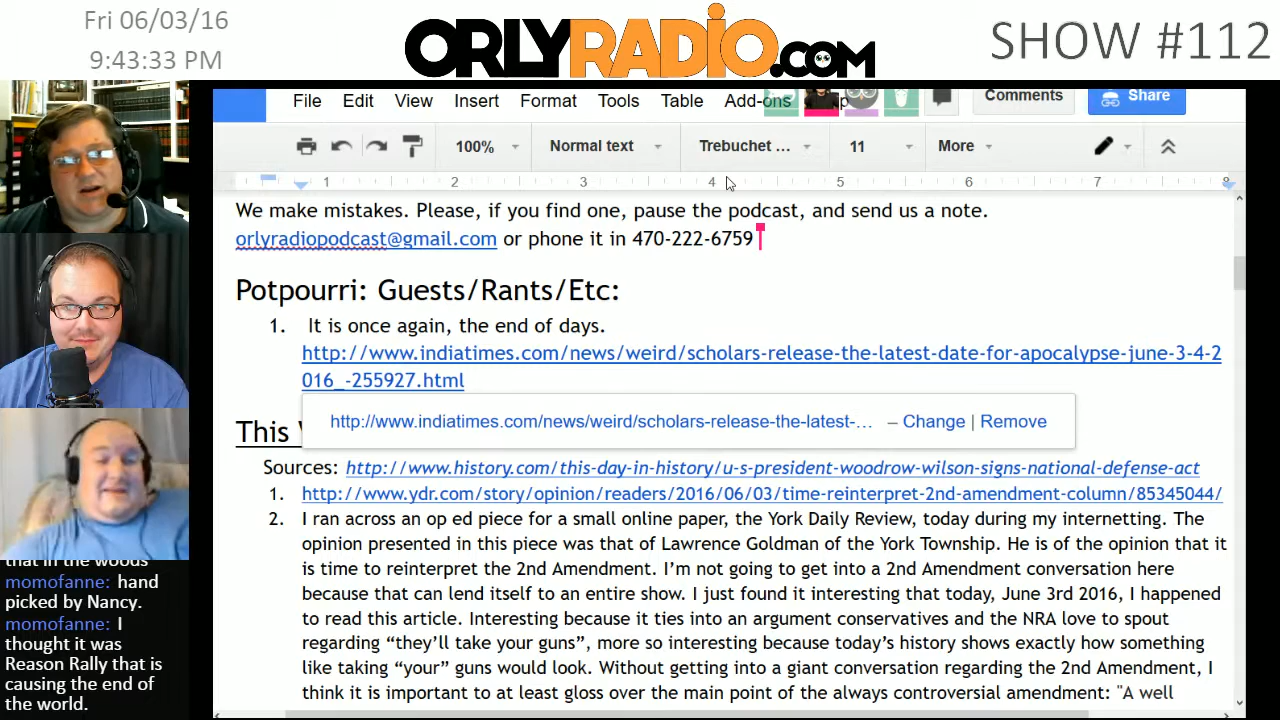 Fri 06/03/16
9:43:33 PM
ORLYRADIO.COM
SHOW #112
File Edit View Insert Format Tools Table Add-ons
Comments
Share
100% Normal text Trebuchet ... 11 More
1 2 3 4 5 6 7 8
We make mistakes. Please, if you find one, pause the podcast, and send us a note.
orlyradiopodcast@gmail.com or phone it in 470-222-6759
Potpourri: Guests/Rants/Etc:
1. It is once again, the end of days.
http://www.indiatimes.com/news/weird/scholars-release-the-latest-date-for-apocalypse-june-3-4-2
016_-255927.html
http://www.indiatimes.com/news/weird/scholars-release-the-latest-... – Change | Remove
This
Sources: http://www.history.com/this-day-in-history/u-s-president-woodrow-wilson-signs-national-defense-act
1. http://www.ydr.com/story/opinion/readers/2016/06/03/time-reinterpret-2nd-amendment-column/85345044/
2. I ran across an op ed piece for a small online paper, the York Daily Review, today during my internetting. The
opinion presented in this piece was that of Lawrence Goldman of the York Township. He is of the opinion that it
is time to reinterpret the 2nd Amendment. I'm not going to get into a 2nd Amendment conversation here
because that can lend itself to an entire show. I just found it interesting that today, June 3rd 2016, I happened
to read this article. Interesting because it ties into an argument conservatives and the NRA love to spout
regarding “they'll take your guns”, more so interesting because today's history shows exactly how something
like taking “your” guns would look. Without getting into a giant conversation regarding the 2nd Amendment, I
think it is important to at least gloss over the main point of the always controversial amendment: "A well
that in the woods
momofanne: hand
picked by Nancy.
momofanne: I
thought it was
Reason Rally that is
causing the end of
the world.